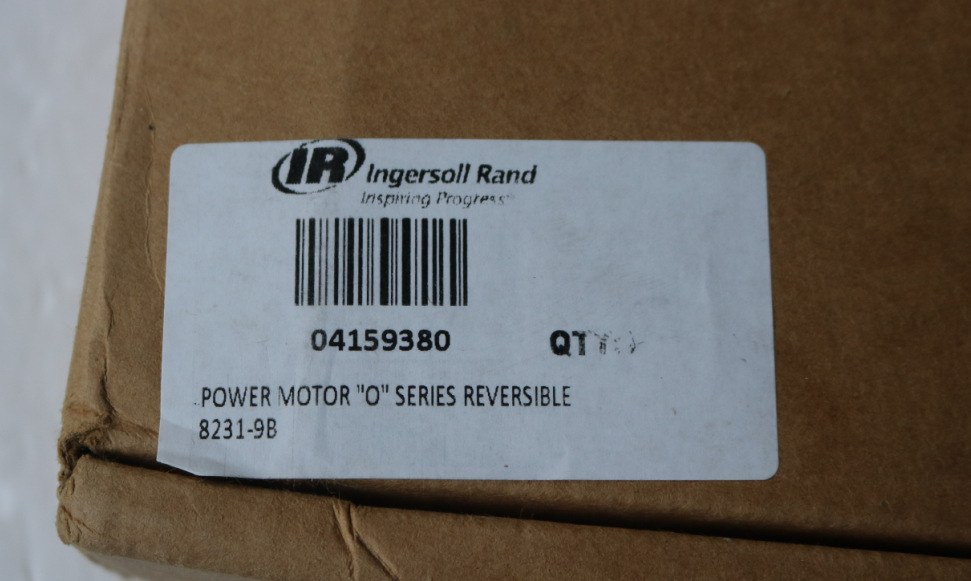 IR Ingersoll Rand
Inspiring Progress
04159380
POWER MOTOR "O" SERIES REVERSIBLE
8231-9B